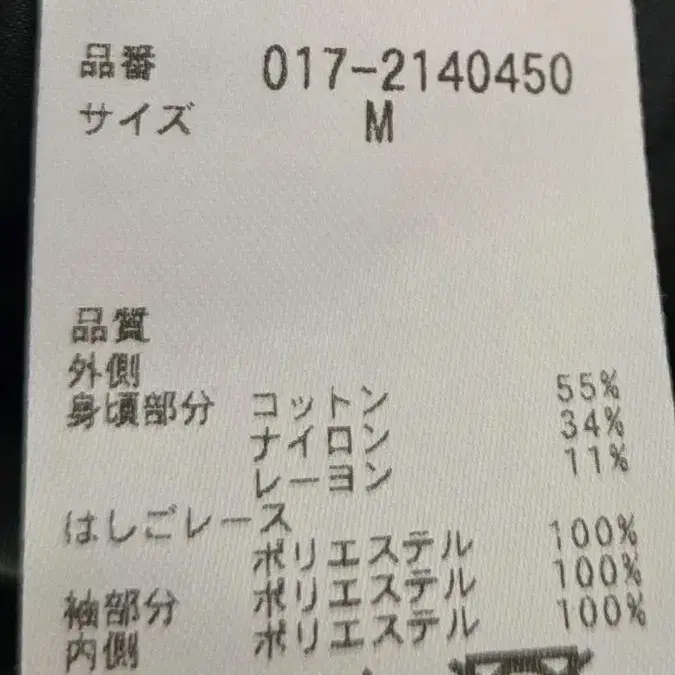 品番 017-2140450
サイズ M
品質
外側
身頃部分 コットン 55%
ナイロン 34%
レーヨン 11%
はしごレース
ポリエステル 100%
袖部分 ポリエステル 100%
内側 ポリエステル 100%